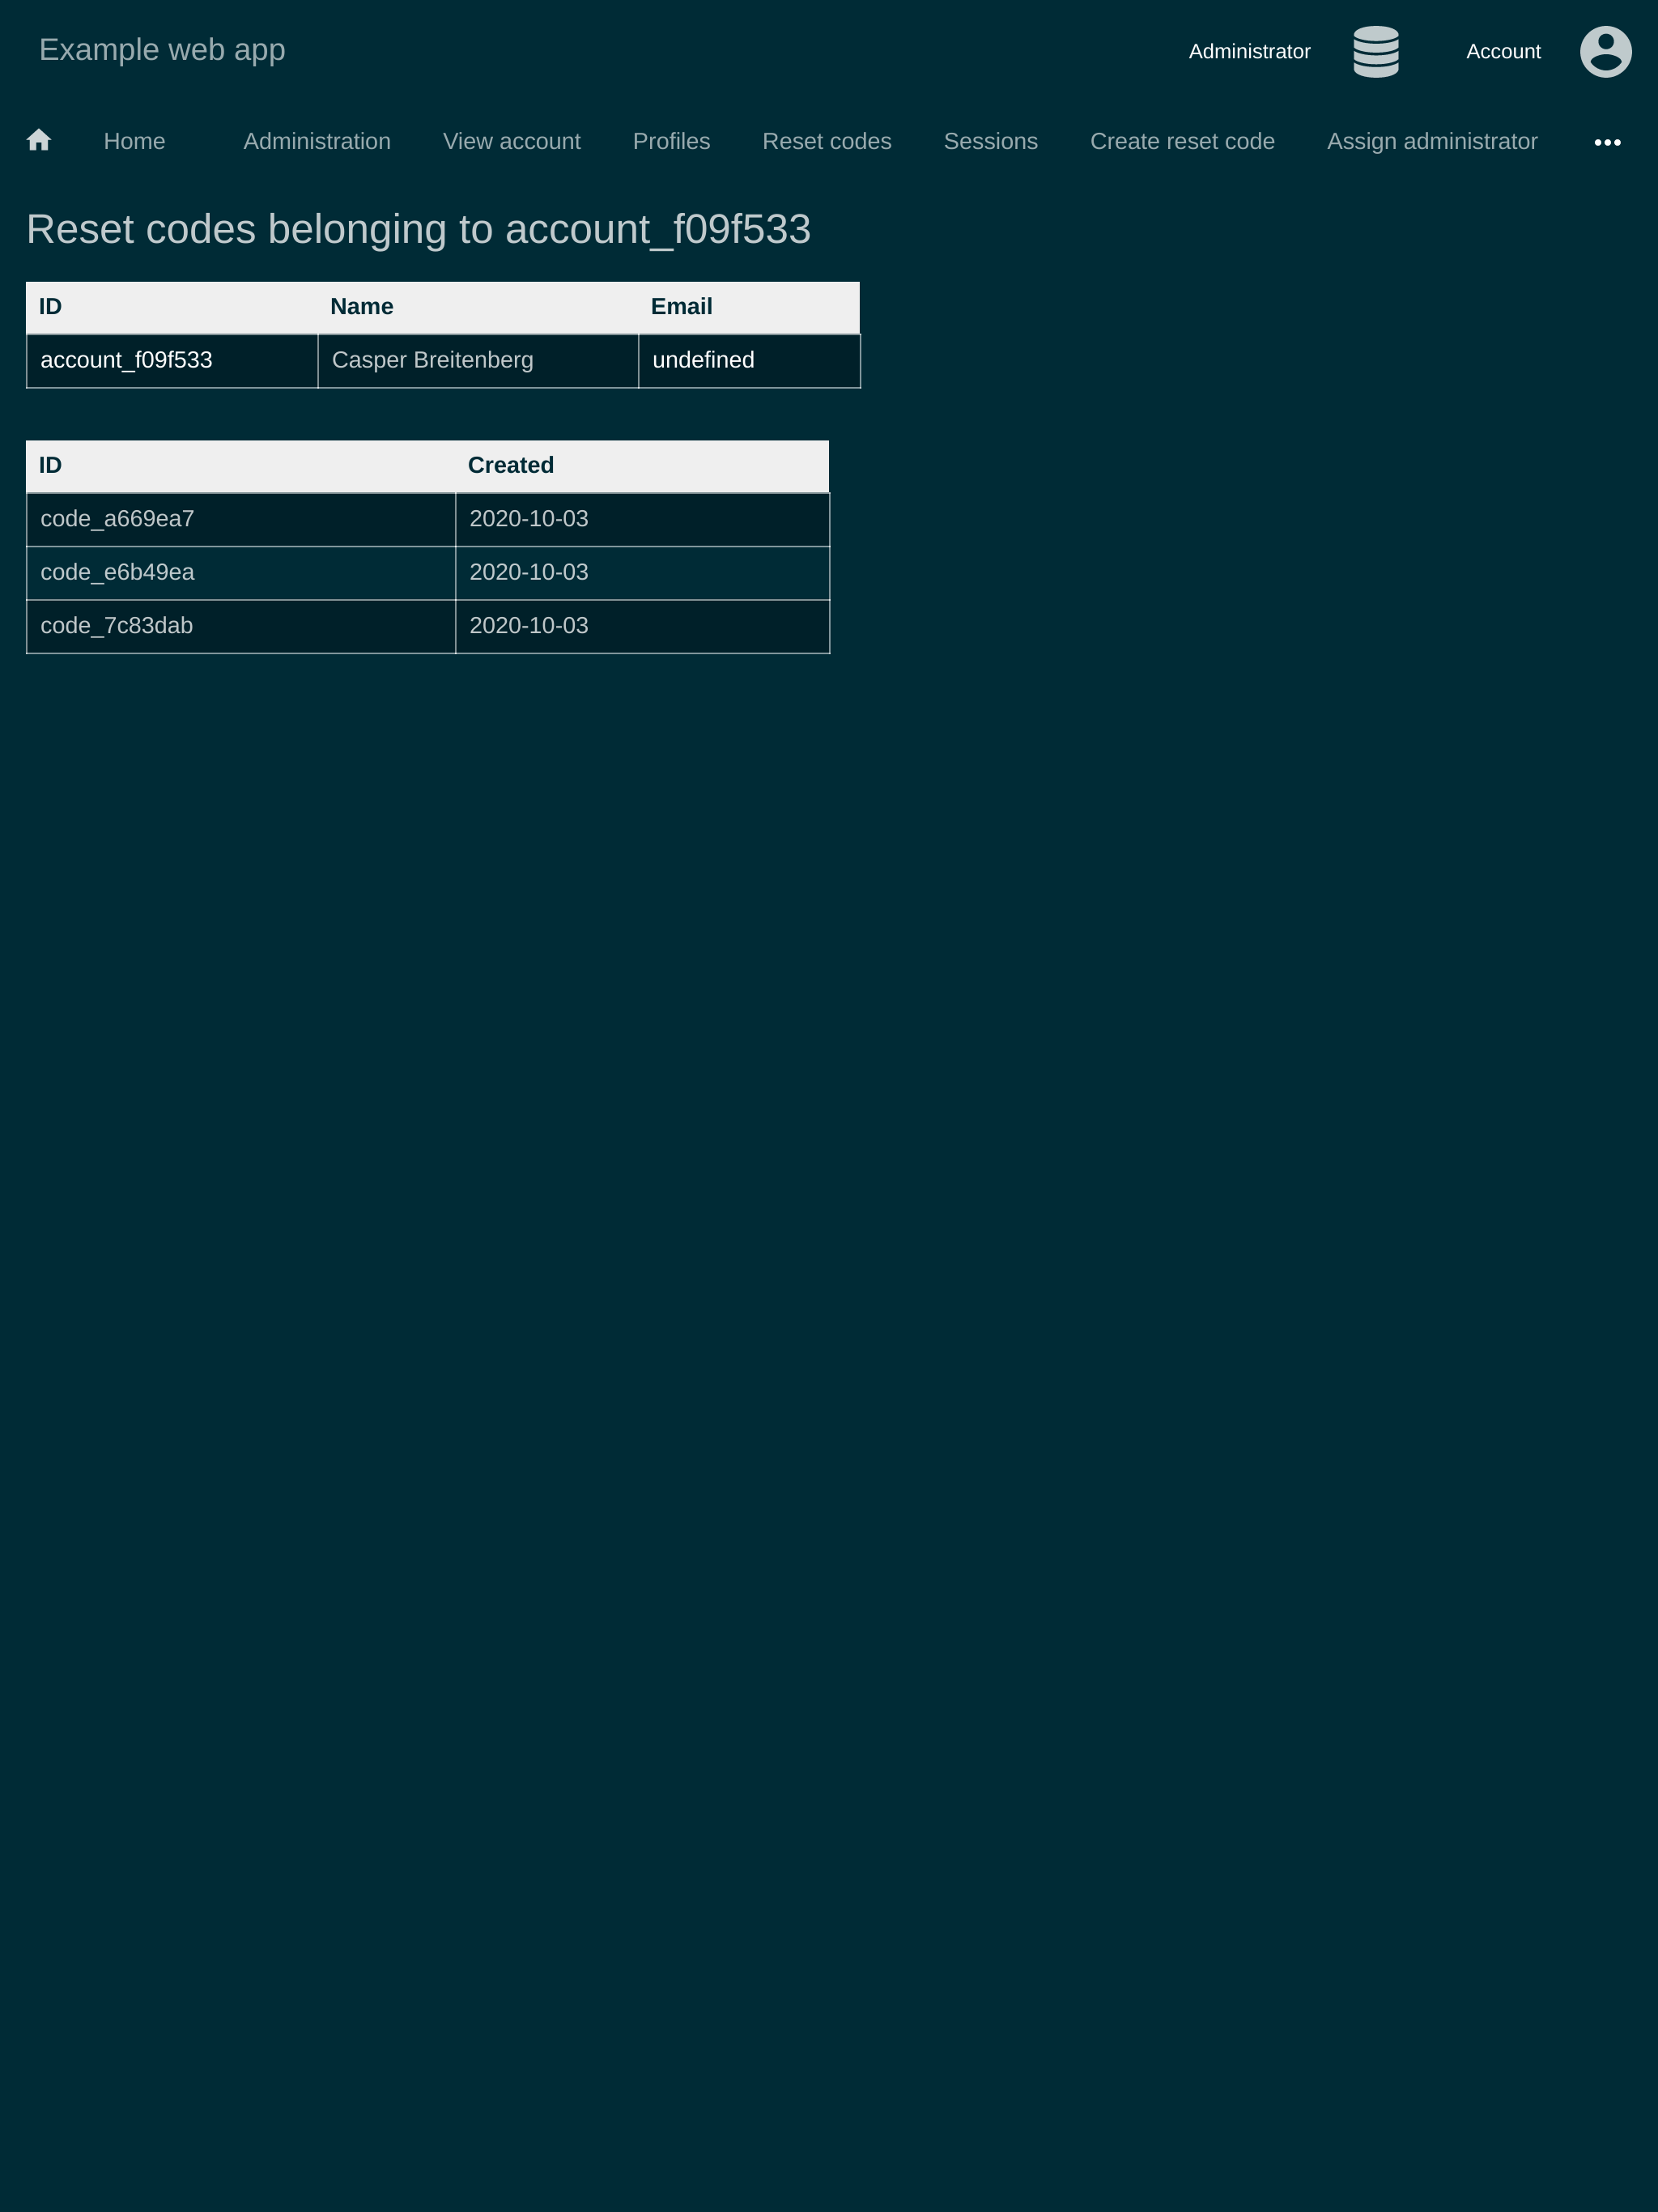 Example web app
Administrator Account
Home Administration View account Profiles Reset codes Sessions Create reset code Assign administrator
Reset codes belonging to account_f09f533
ID Name Email
account_f09f533 Casper Breitenberg undefined
ID Created
code_a669ea7 2020-10-03
code_e6b49ea 2020-10-03
code_7c83dab 2020-10-03